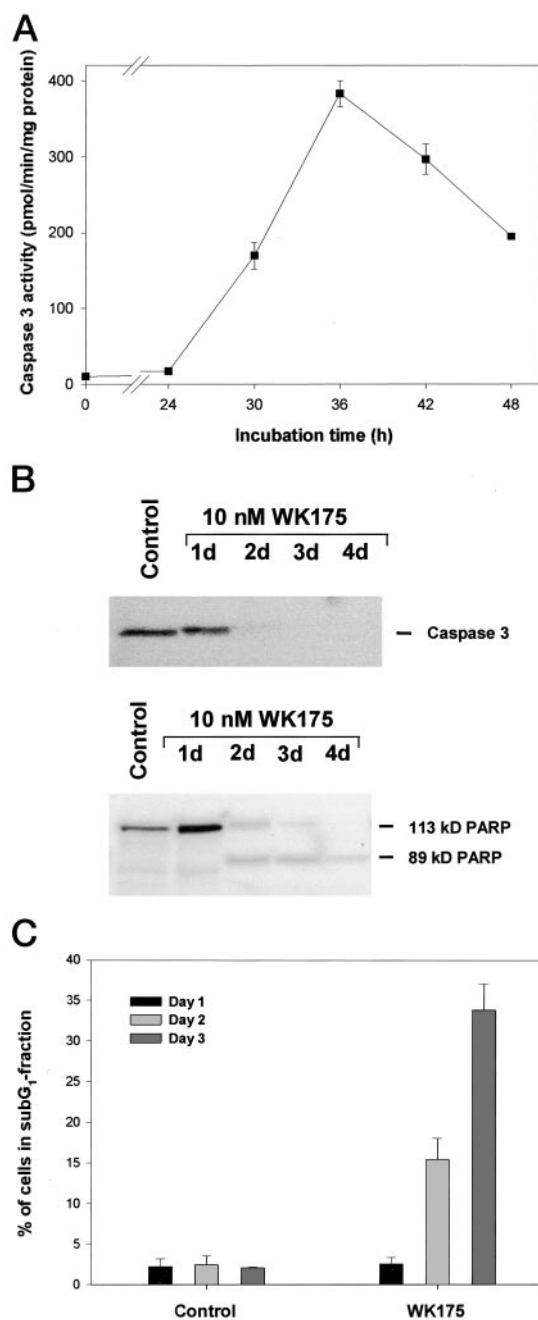 A
Caspase 3 activity (pmol/min/mg protein)
400
300
200
100
0
0 24 30 36 42 48
Incubation time (h)
B
Control
10 nM WK175
1d 2d 3d 4d
Caspase 3
Control
10 nM WK175
1d 2d 3d 4d
113 kD PARP
89 kD PARP
C
% of cells in subG₁-fraction
40
35
30
25
20
15
10
5
0
Day 1
Day 2
Day 3
Control WK175